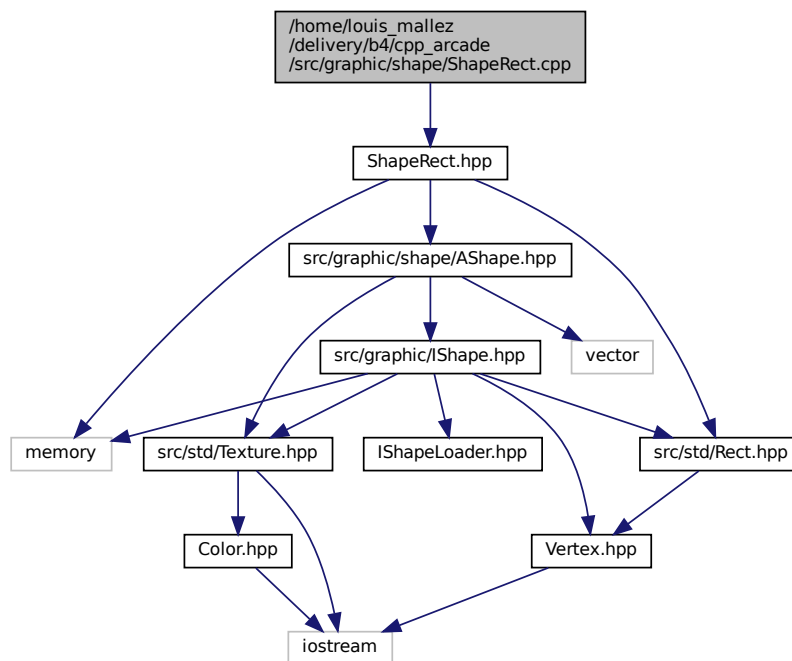 /home/louis_mallez
/delivery/b4/cpp_arcade
/src/graphic/shape/ShapeRect.cpp
ShapeRect.hpp
src/graphic/shape/AShape.hpp
src/graphic/IShape.hpp
vector
memory
src/std/Texture.hpp
IShapeLoader.hpp
src/std/Rect.hpp
Color.hpp
Vertex.hpp
iostream